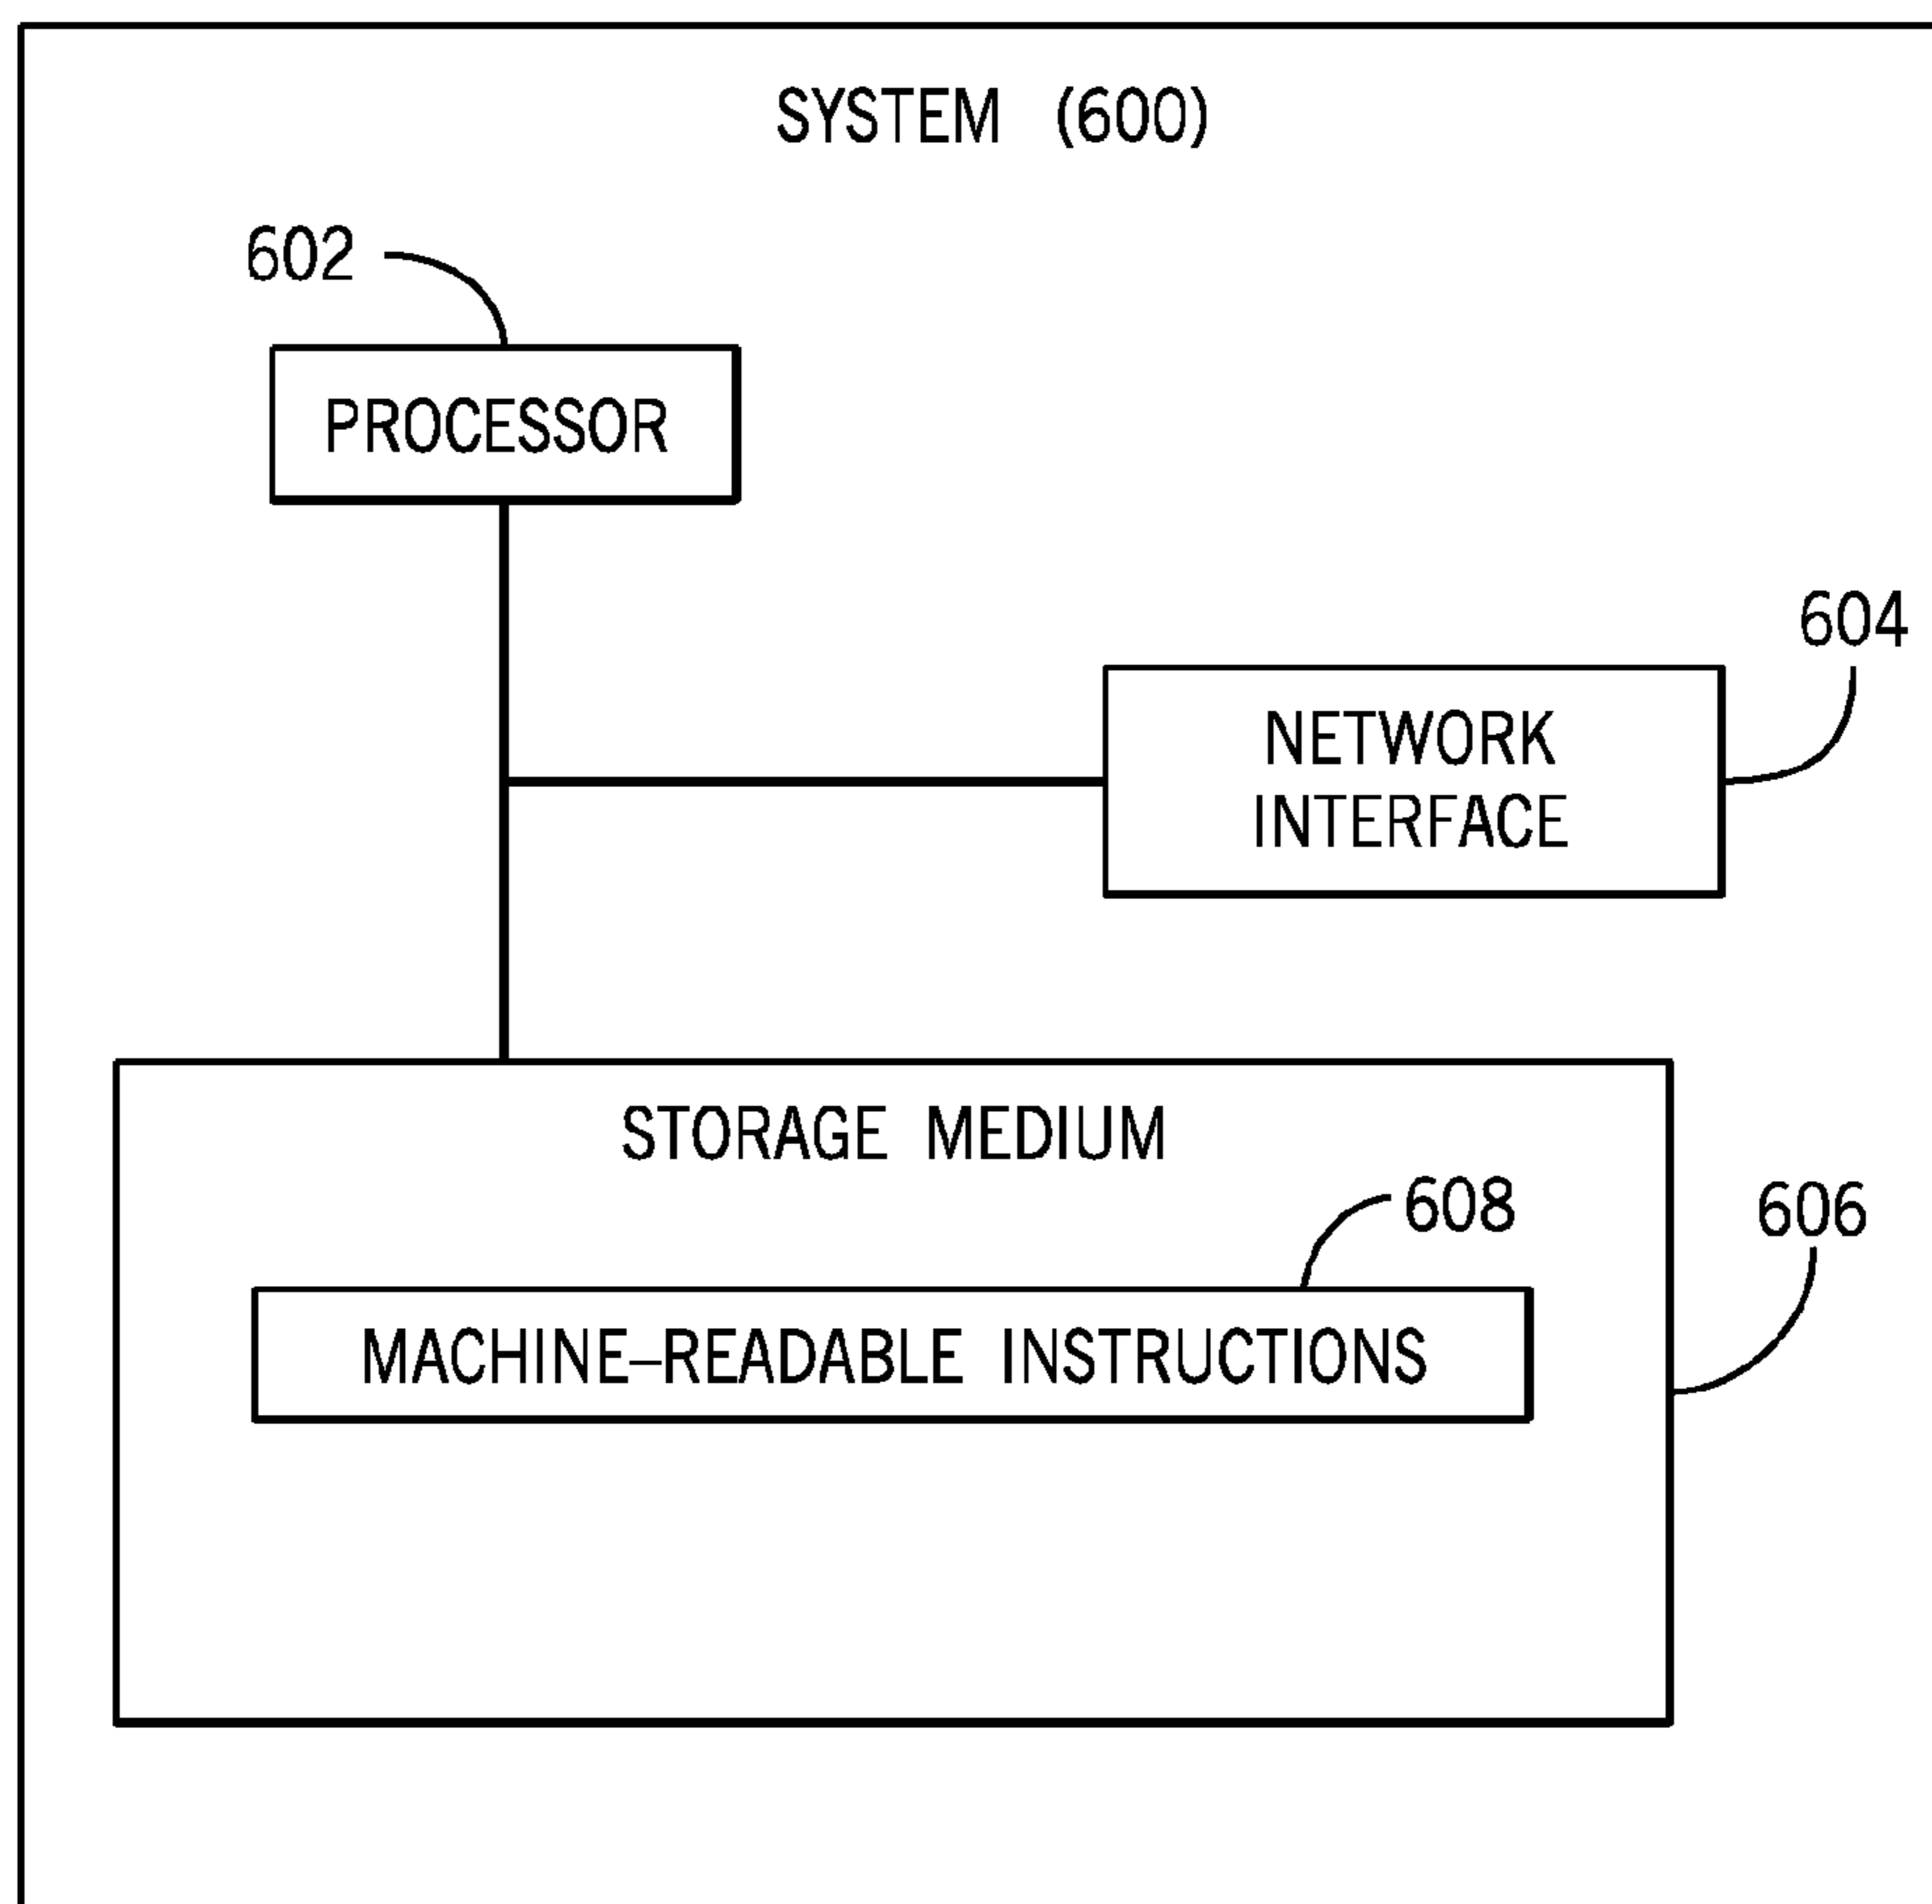 SYSTEM (600)
602
PROCESSOR
604
NETWORK
INTERFACE
STORAGE MEDIUM
608
606
MACHINE–READABLE INSTRUCTIONS